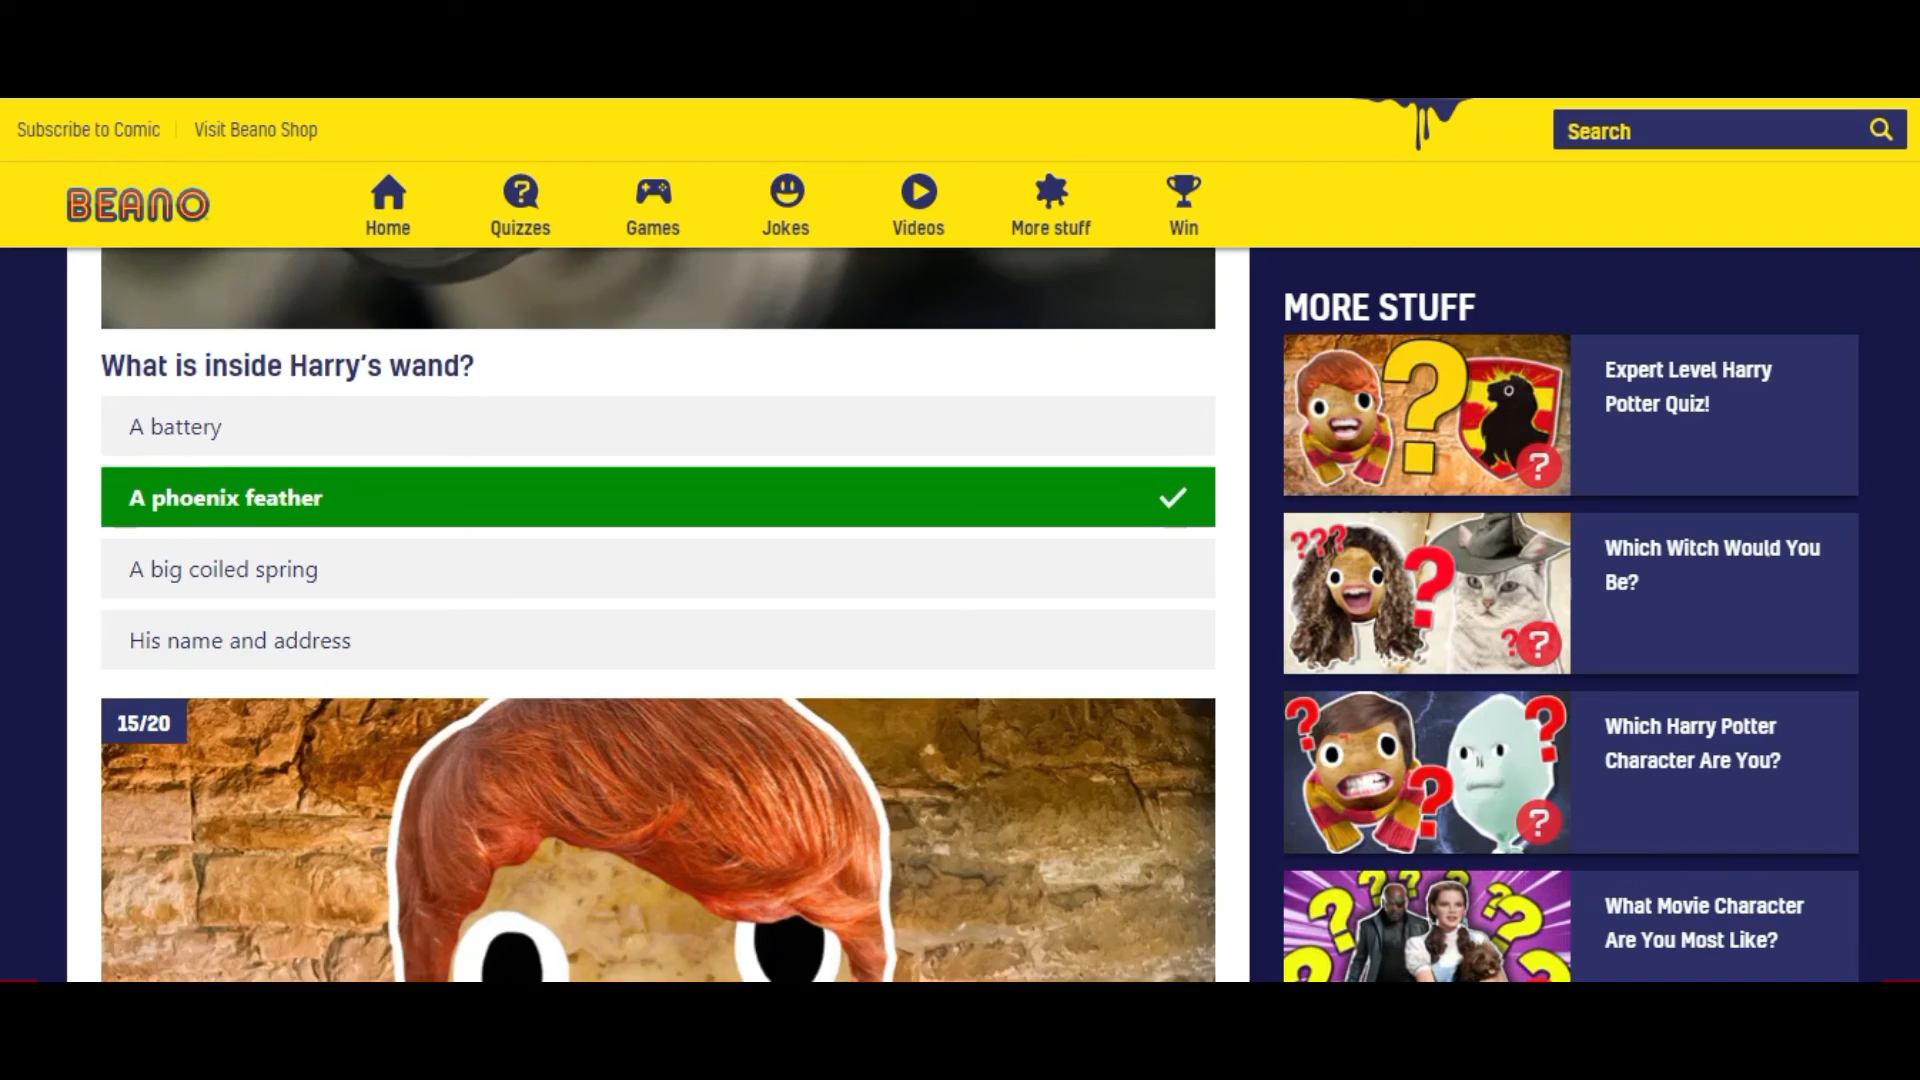 Subscribe to Comic
Visit Beano Shop
Search
BEANO
Home
Quizzes
Games
Jokes
Videos
More stuff
Win
What is inside Harry’s wand?
A battery
A phoenix feather
A big coiled spring
His name and address
15/20
MORE STUFF
?
?
Expert Level Harry
Potter Quiz!
???
?
?
?
Which Witch Would You
Be?
?
?
?
?
Which Harry Potter
Character Are You?
What Movie Character
Are You Most Like?